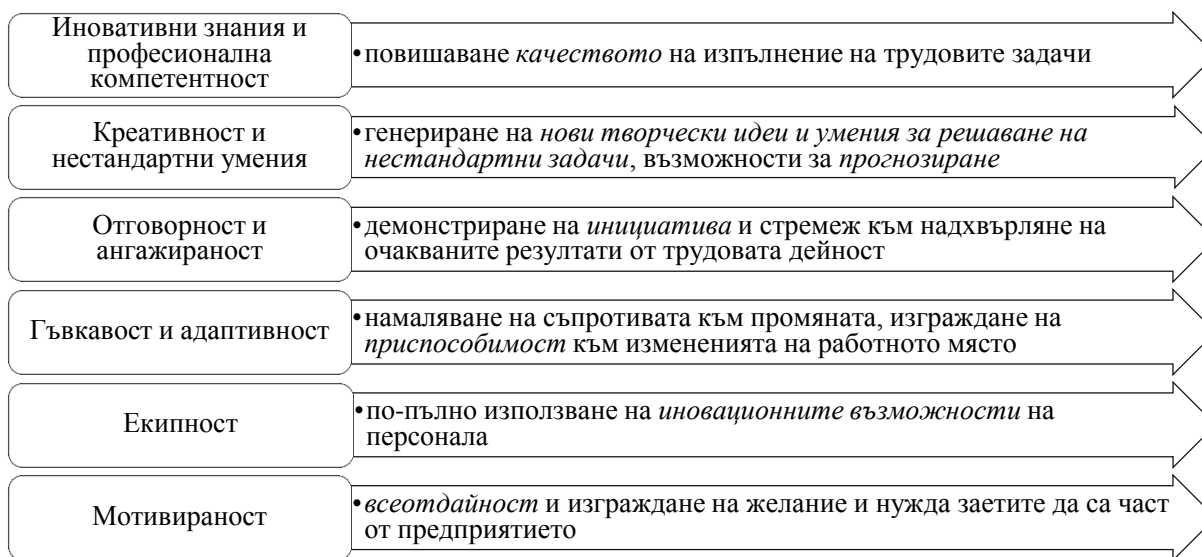 Иновативни знания и
професионална
компетентност
•повишаване качеството на изпълнение на трудовите задачи
Креативност и
нестандартни умения
•генериране на нови творчески идеи и умения за решаване на
нестандартни задачи, възможности за прогнозиране
Отговорност и
ангажираност
•демонстриране на инициатива и стремеж към надхвърляне на
очакваните резултати от трудовата дейност
Гъвкавост и адаптивност
•намаляване на съпротивата към промяната, изграждане на
приспособимост към измененията на работното място
Екипност
•по-пълно използване на иновационните възможности на
персонала
Мотивираност
•всеотдайност и изграждане на желание и нужда заетите да са част
от предприятието